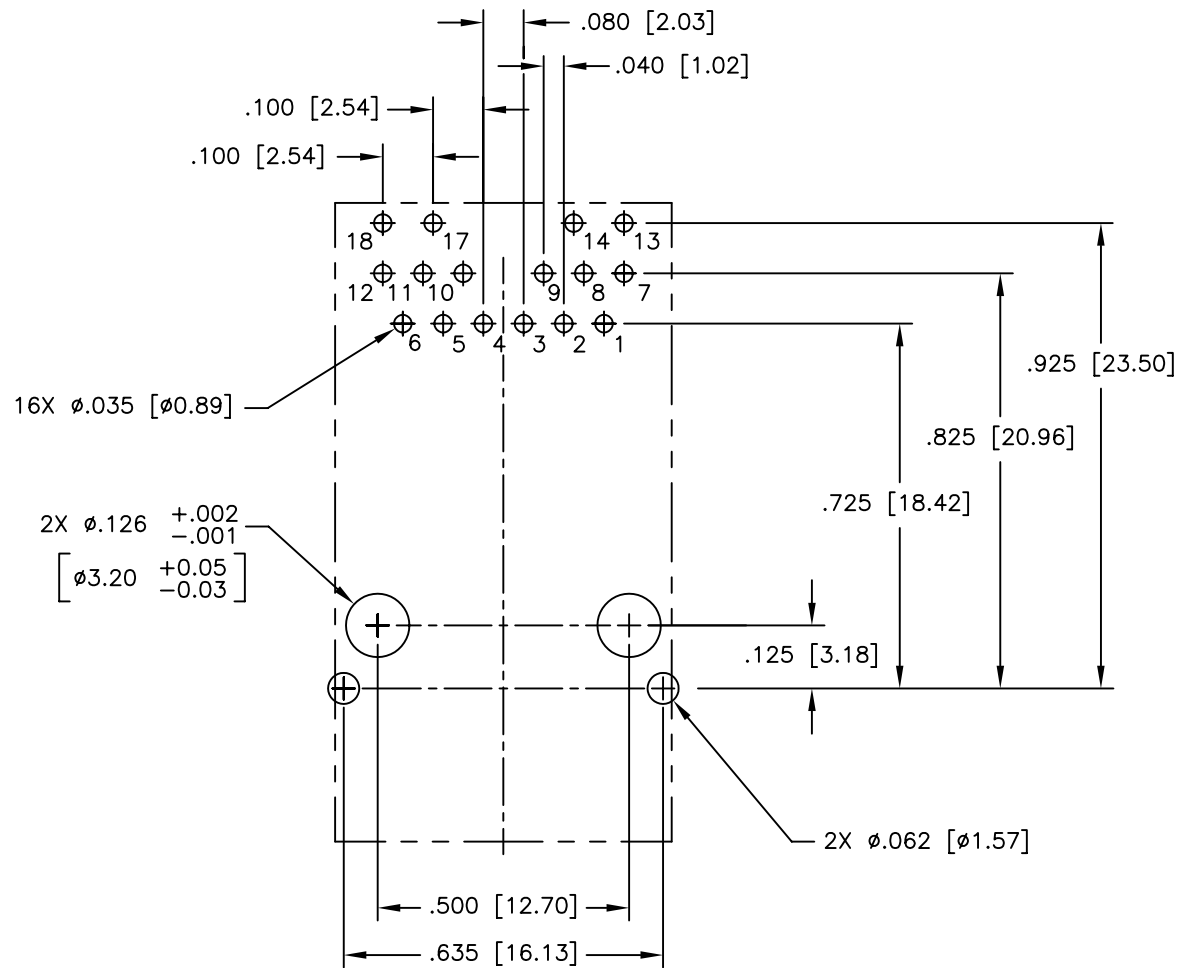 .080 [2.03]
.040 [1.02]
.100 [2.54]
.100 [2.54]
18 17 14 13
12 11 10 9 8 7
6 5 4 3 2 1
.925 [23.50]
16X ø.035 [ø0.89]
.825 [20.96]
.725 [18.42]
2X ø.126 +.002 -.001
[ø3.20 +0.05 -0.03]
.125 [3.18]
2X ø.062 [ø1.57]
.500 [12.70]
.635 [16.13]